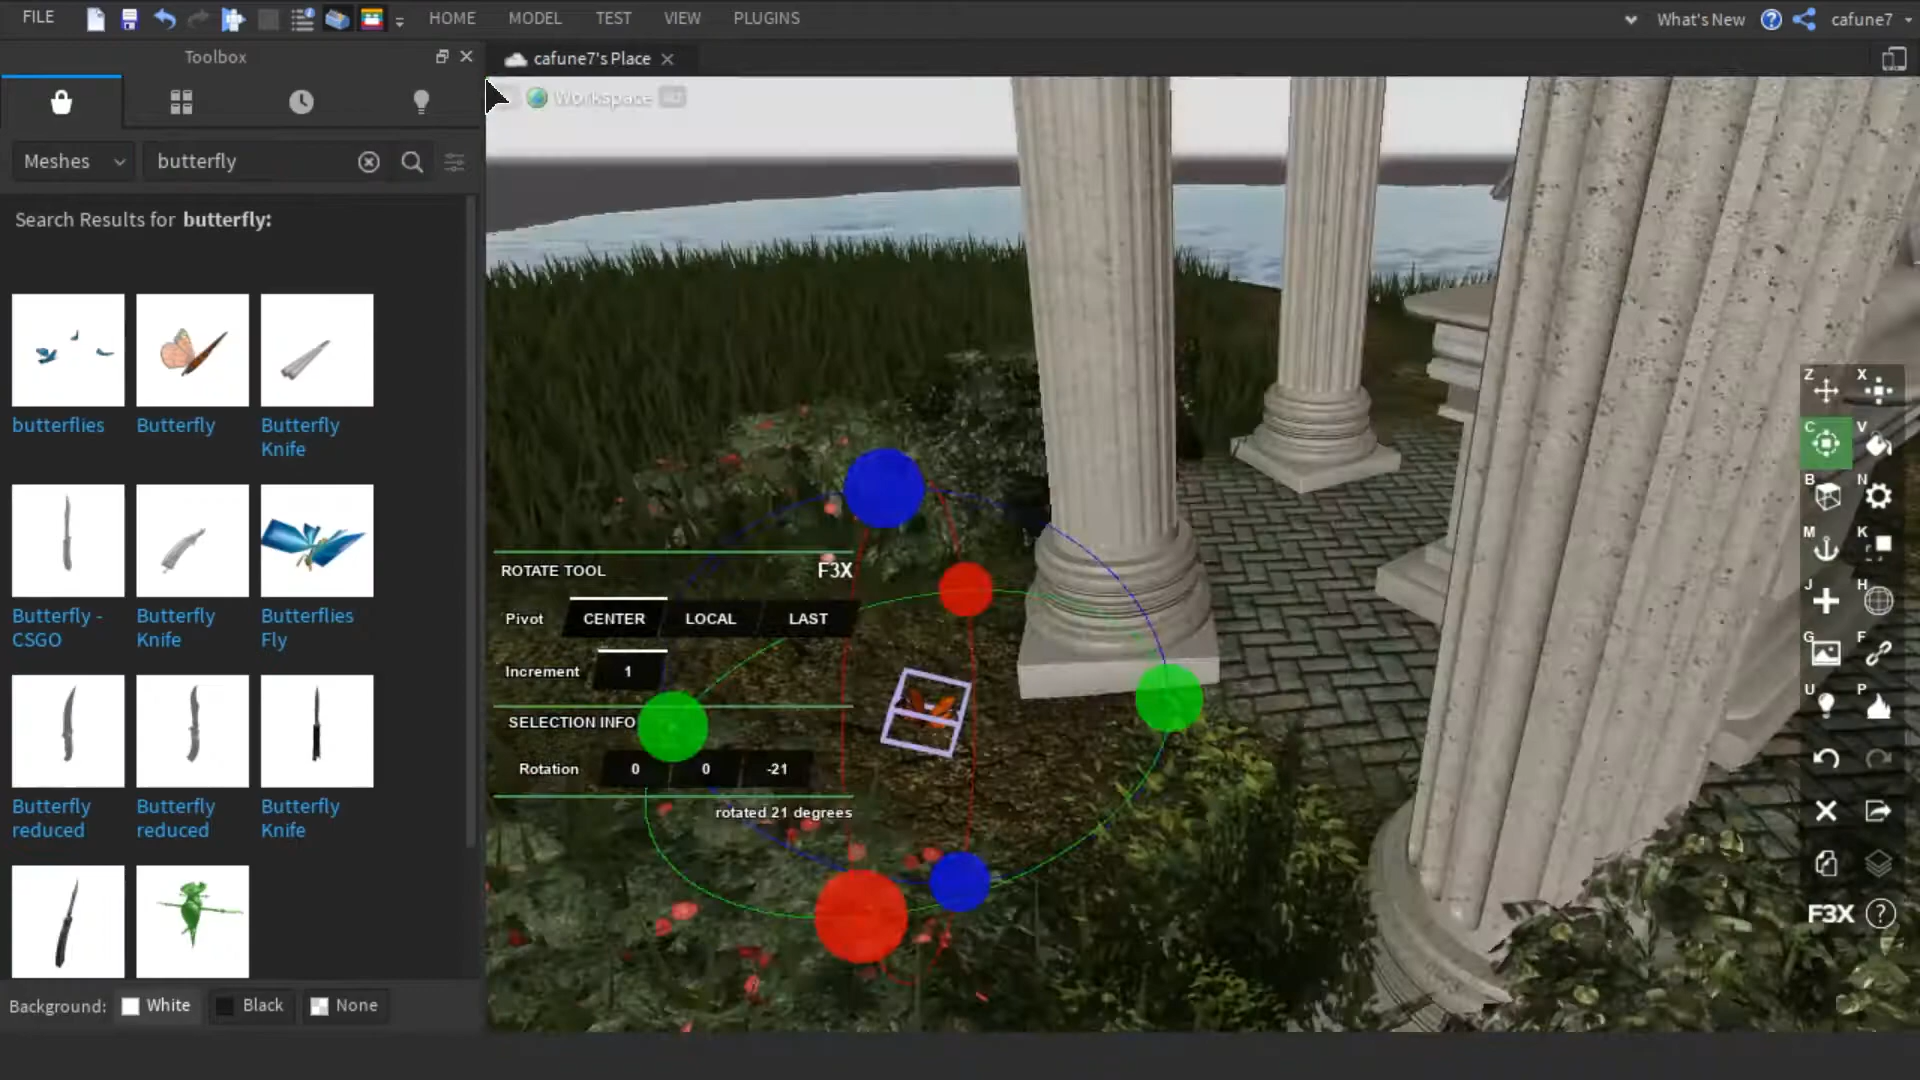 FILE
HOME
MODEL
TEST
VIEW
PLUGINS
What's New
cafune7
Toolbox
cafune7's Place
Workspace
Meshes
butterfly
Search Results for butterfly:
butterflies
Butterfly
Butterfly
Knife
Butterfly -
CSGO
Butterfly
Knife
Butterflies
Fly
Butterfly
reduced
Butterfly
reduced
Butterfly
Knife
Background:
White
Black
None
ROTATE TOOL
F3X
Pivot
CENTER
LOCAL
LAST
Increment
1
SELECTION INFO
Rotation
0
0
-21
rotated 21 degrees
Z
X
C
V
B
N
M
K
J
H
G
F
U
P
F3X
?